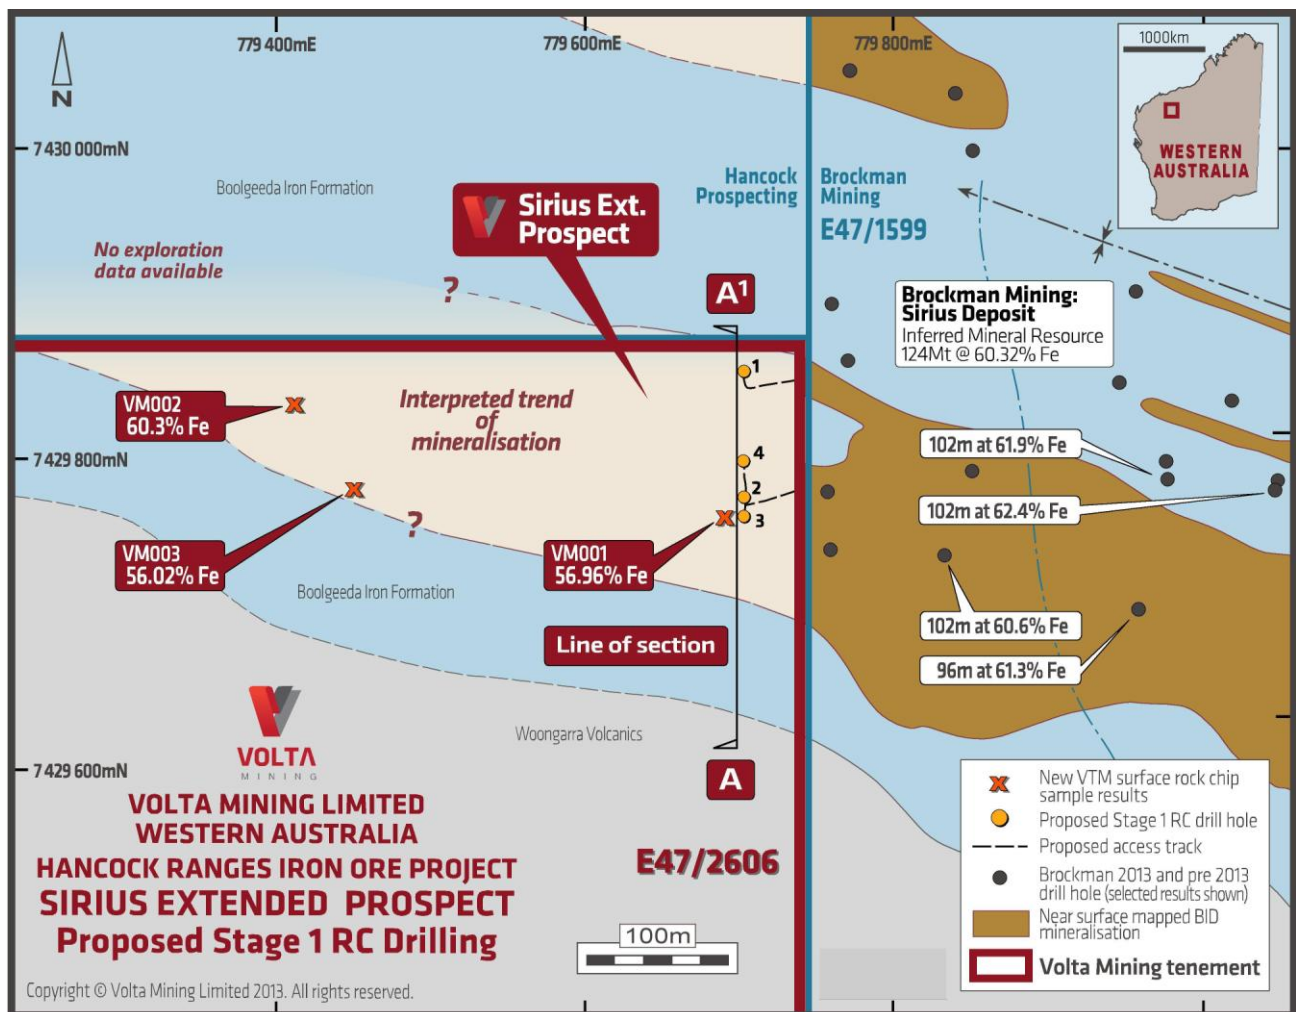 779 400mE
779 600mE
779 800mE
N
7 430 000mN
7 429 800mN
7 429 600mN
1000km
WESTERN
AUSTRALIA
Boolgeeda Iron Formation
No exploration
data available
?
Sirius Ext.
Prospect
Hancock
Prospecting
Brockman
Mining
E47/1599
A¹
Brockman Mining:
Sirius Deposit
Inferred Mineral Resource
124Mt @ 60.32% Fe
1
4
2
3
VM002
60.3% Fe
Interpreted trend
of
mineralisation
?
VM003
56.02% Fe
VM001
56.96% Fe
Boolgeeda Iron Formation
Line of section
Woongarra Volcanics
A
102m at 61.9% Fe
102m at 62.4% Fe
102m at 60.6% Fe
96m at 61.3% Fe
VOLTA
MINING
VOLTA MINING LIMITED
WESTERN AUSTRALIA
HANCOCK RANGES IRON ORE PROJECT
SIRIUS EXTENDED PROSPECT
Proposed Stage 1 RC Drilling
E47/2606
100m
Copyright © Volta Mining Limited 2013. All rights reserved.
New VTM surface rock chip
sample results
Proposed Stage 1 RC drill hole
Proposed access track
Brockman 2013 and pre 2013
drill hole (selected results shown)
Near surface mapped BID
mineralisation
Volta Mining tenement